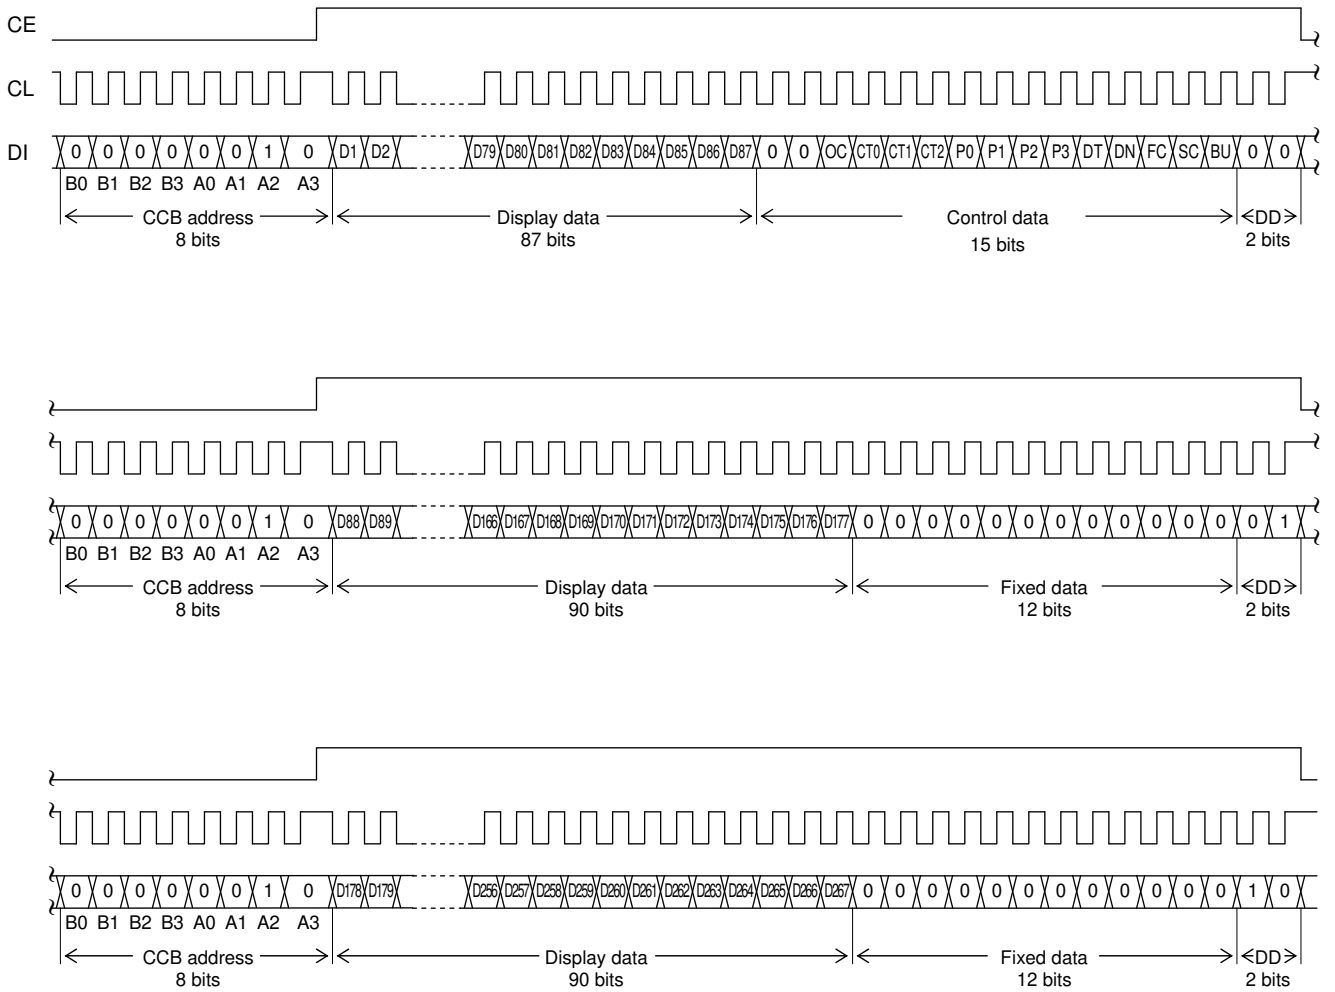 CE
CL
DI 0 0 0 0 0 0 1 0 D1 D2 D79 D80 D81 D82 D83 D84 D85 D86 D87 0 0 OC CT0 CT1 CT2 P0 P1 P2 P3 DT DN FC SC BU 0 0
B0 B1 B2 B3 A0 A1 A2 A3
CCB address Display data Control data DD
8 bits 87 bits 15 bits 2 bits
0 0 0 0 0 0 1 0 D88 D89 D166 D167 D168 D169 D170 D171 D172 D173 D174 D175 D176 D177 0 0 0 0 0 0 0 0 0 0 0 0 0 1
B0 B1 B2 B3 A0 A1 A2 A3
CCB address Display data Fixed data DD
8 bits 90 bits 12 bits 2 bits
0 0 0 0 0 0 1 0 D178 D179 D256 D257 D258 D259 D260 D261 D262 D263 D264 D265 D266 D267 0 0 0 0 0 0 0 0 0 0 0 0 1 0
B0 B1 B2 B3 A0 A1 A2 A3
CCB address Display data Fixed data DD
8 bits 90 bits 12 bits 2 bits